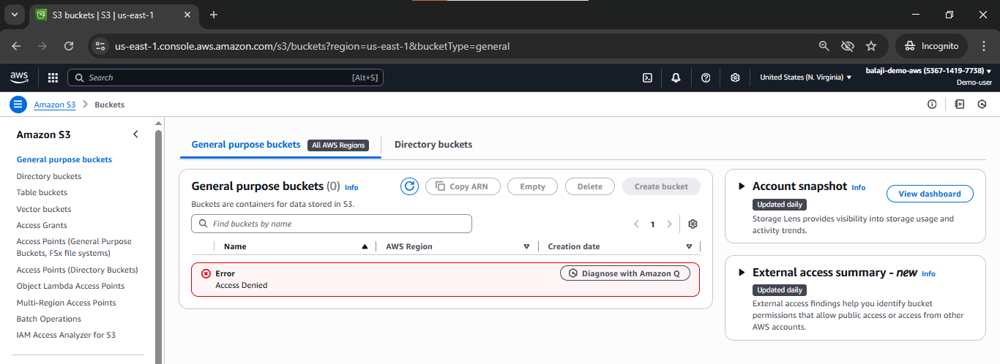 S3 buckets | S3 | us-east-1
us-east-1.console.aws.amazon.com/s3/buckets?region=us-east-1&bucketType=general
Incognito
aws
Search
[Alt+S]
United States (N. Virginia)
balaji-demo-aws (5367-1419-7738)
Demo-user
Amazon S3
Buckets
Amazon S3
General purpose buckets
Directory buckets
Table buckets
Vector buckets
Access Grants
Access Points (General Purpose
Buckets, FSx file systems)
Access Points (Directory Buckets)
Object Lambda Access Points
Multi-Region Access Points
Batch Operations
IAM Access Analyzer for S3
General purpose buckets
All AWS Regions
Directory buckets
General purpose buckets (0) Info
Copy ARN
Empty
Delete
Create bucket
Buckets are containers for data stored in S3.
Find buckets by name
1
Name
AWS Region
Creation date
Error
Access Denied
Diagnose with Amazon Q
Account snapshot Info
View dashboard
Updated daily
Storage Lens provides visibility into storage usage and
activity trends.
External access summary - new Info
Updated daily
External access findings help you identify bucket
permissions that allow public access or access from other
AWS accounts.